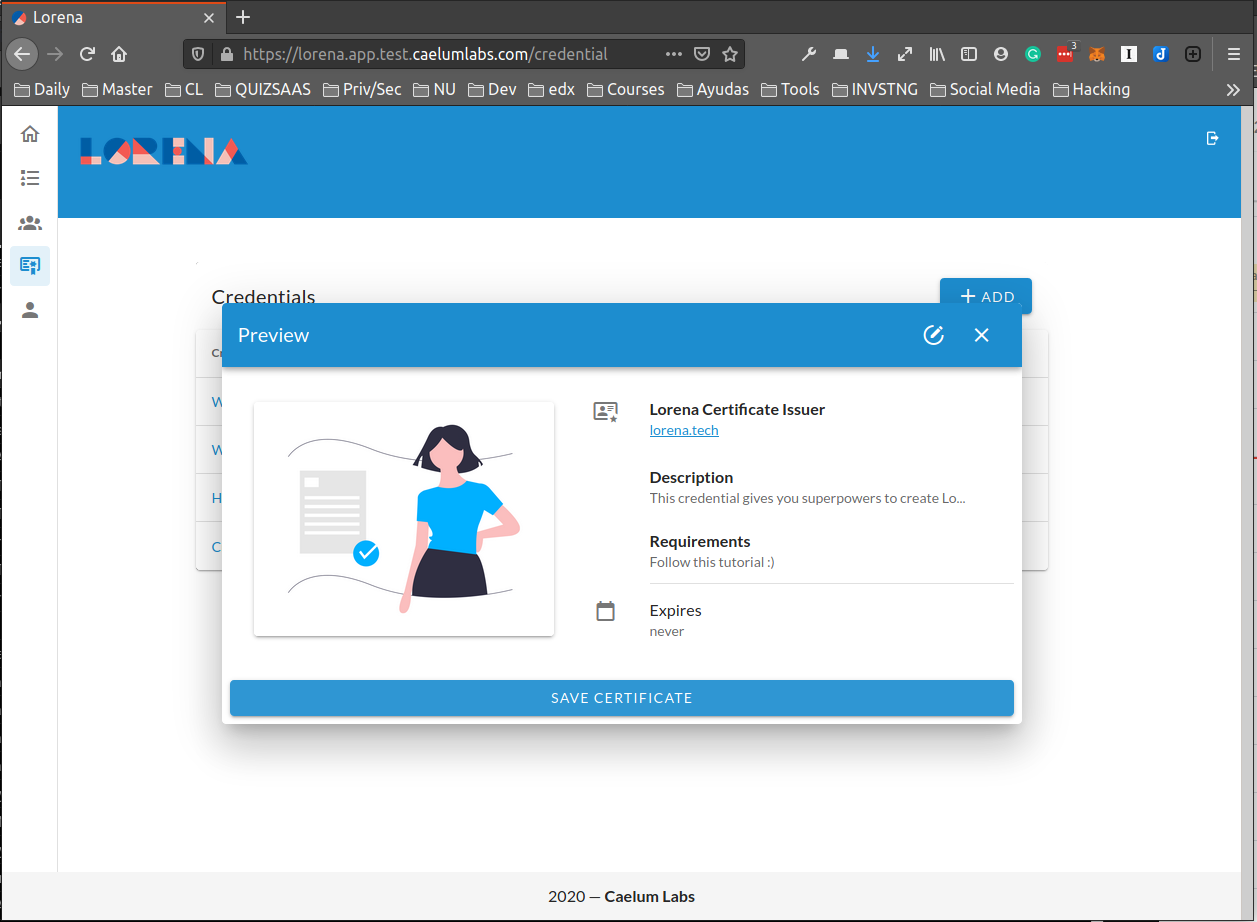 Lorena
https://lorena.app.test.caelumlabs.com/credential
3
Daily Master CL QUIZSAAS Priv/Sec NU Dev edx Courses Ayudas Tools INVSTNG Social Media Hacking
LORENA
Credentials
ADD
Preview
Lorena Certificate Issuer
lorena.tech
Description
This credential gives you superpowers to create Lo...
Requirements
Follow this tutorial :)
Expires
never
SAVE CERTIFICATE
2020 — Caelum Labs